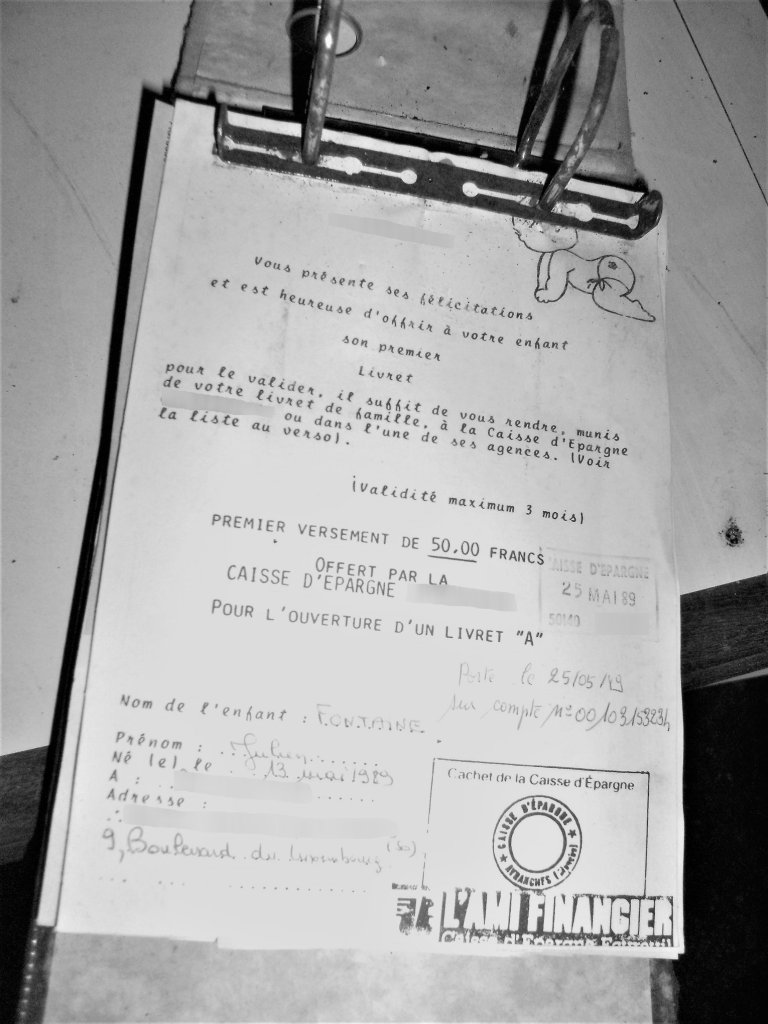 Vous présente ses félicitations
et est heureuse d'offrir à votre enfant
son premier
Livret
pour le valider, il suffit de vous rendre, munis
de votre livret de famille, à la Caisse d'Epargne
ou dans l'une de ses agences. (Voir
la liste au verso).
(Validité maximum 3 mois)
PREMIER VERSEMENT DE 50,00 FRANCS
OFFERT PAR LA
CAISSE D'EPARGNE
POUR L'OUVERTURE D'UN LIVRET "A"
CAISSE D'EPARGNE
25 MAI 89
50140
Porté le 25/05/89
sur compte n°
Nom de l'enfant : FONTAINE
Prénom : Julien
Né (e) le 13 mai 1989
A :
Adresse :
9, Boulevard du Luxembourg (50)
Cachet de la Caisse d'Épargne
CAISSE D'ÉPARGNE
AVRANCHES (Manche)
L'AMI FINANCIER